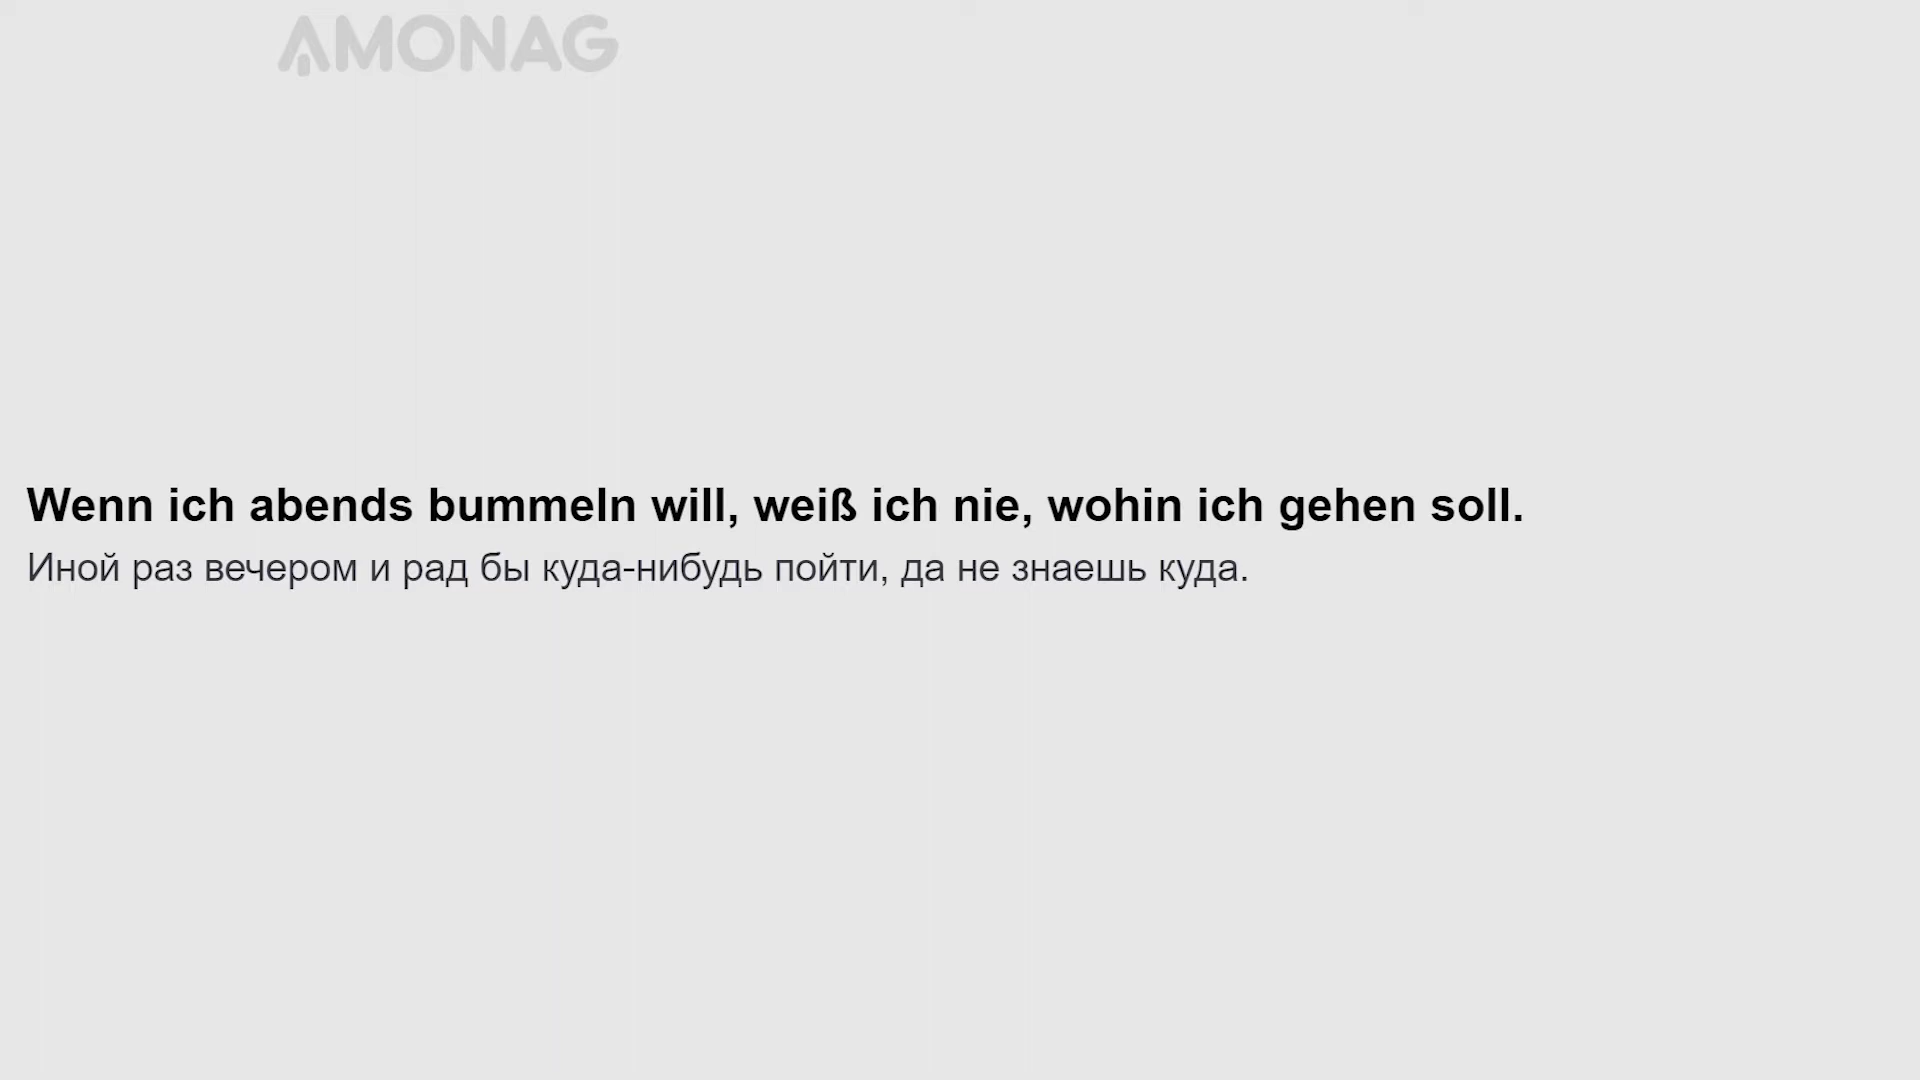 AMONAG
Wenn ich abends bummeln will, weiß ich nie, wohin ich gehen soll.
Иной раз вечером и рад бы куда-нибудь пойти, да не знаешь куда.